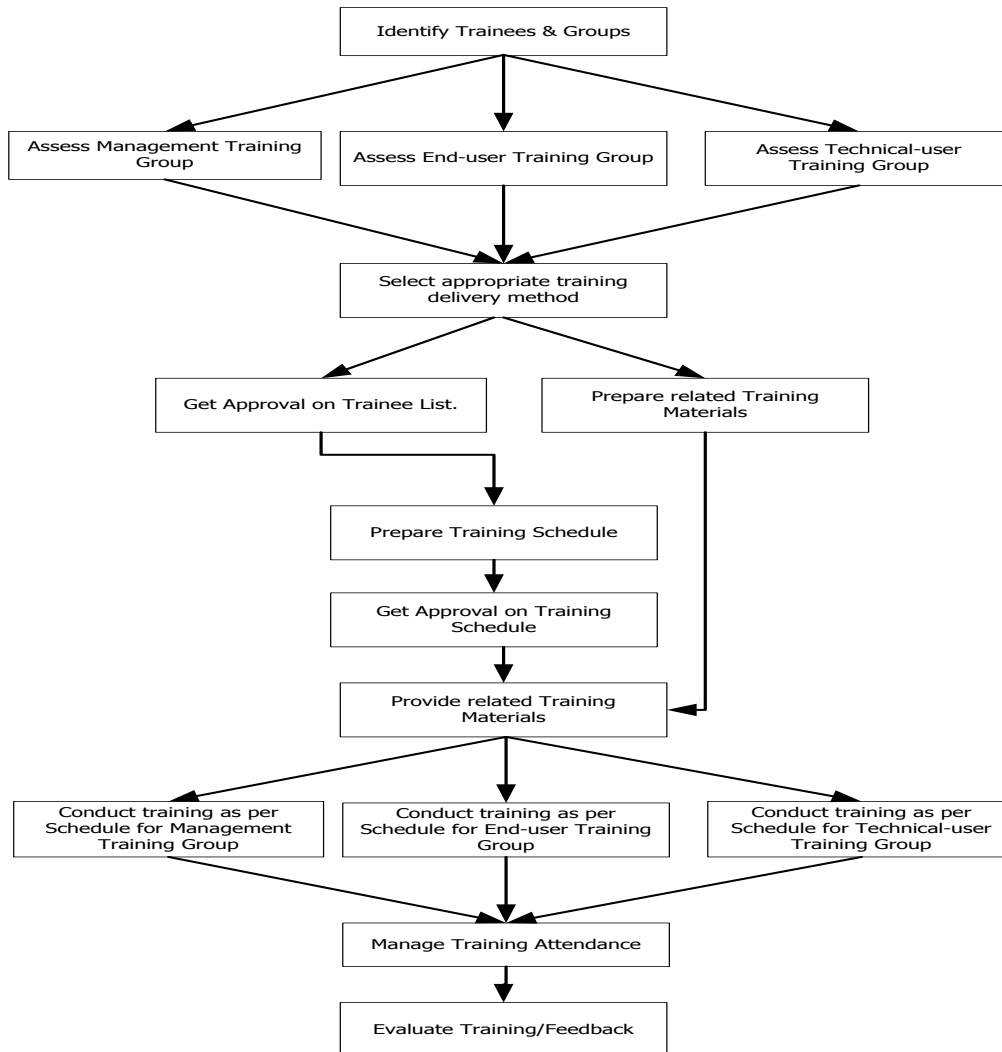 Identify Trainees & Groups
Assess Management Training
Group
Assess End-user Training Group
Assess Technical-user
Training Group
Select appropriate training
delivery method
Get Approval on Trainee List.
Prepare related Training
Materials
Prepare Training Schedule
Get Approval on Training
Schedule
Provide related Training
Materials
Conduct training as per
Schedule for Management
Training Group
Conduct training as per
Schedule for End-user Training
Group
Conduct training as per
Schedule for Technical-user
Training Group
Manage Training Attendance
Evaluate Training/Feedback